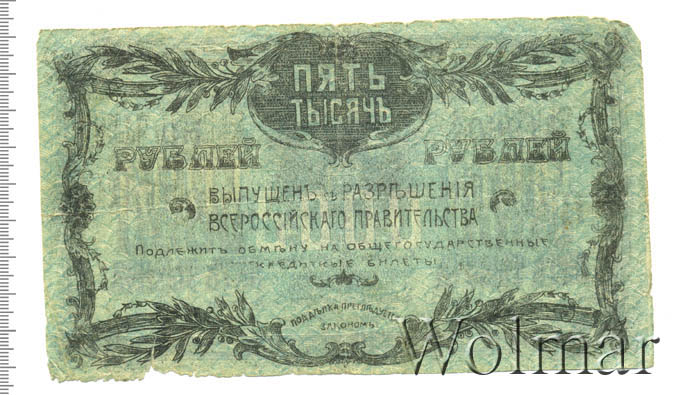 ПЯТЬ
ТЫСЯЧЪ
РУБЛЕЙ РУБЛЕЙ
ВЫПУЩЕНЪ съ РАЗРѢШЕНІЯ
ВСЕРОССІЙСКАГО ПРАВИТЕЛЬСТВА
ПОДЛЕЖИТЪ ОБМѢНУ НА ОБЩЕГОСУДАРСТВЕННЫЕ
КРЕДИТНЫЕ БИЛЕТЫ
ПОДДѢЛКА ПРЕСЛѢДУЕТСЯ
ЗАКОНОМЪ
Wolmar